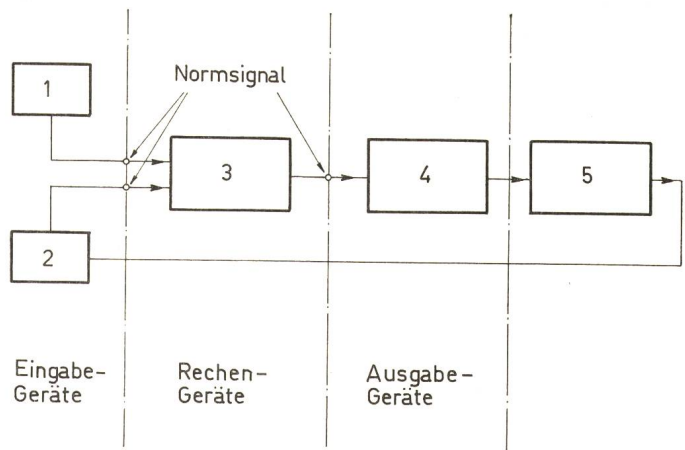 Normsignal
1
3
4
5
2
Eingabe-
Geräte
Rechen-
Geräte
Ausgabe-
Geräte